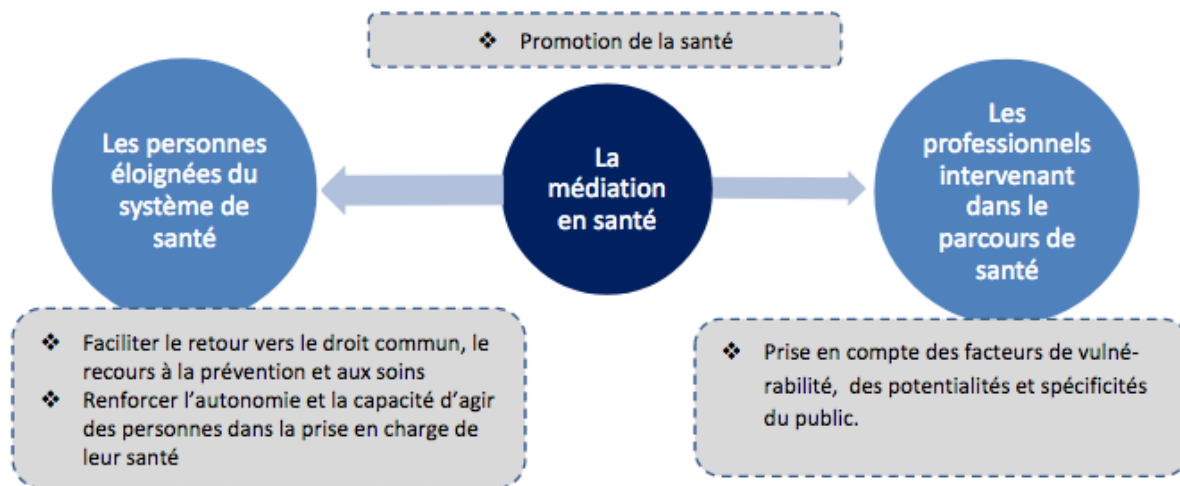 ❖ Promotion de la santé
Les personnes
éloignées du
système de
santé
La
médiation
en santé
Les
professionnels
intervenant
dans le
parcours de
santé
❖ Faciliter le retour vers le droit commun, le
recours à la prévention et aux soins
❖ Renforcer l’autonomie et la capacité d’agir
des personnes dans la prise en charge de
leur santé
❖ Prise en compte des facteurs de vulné-
rabilité, des potentialités et spécificités
du public.